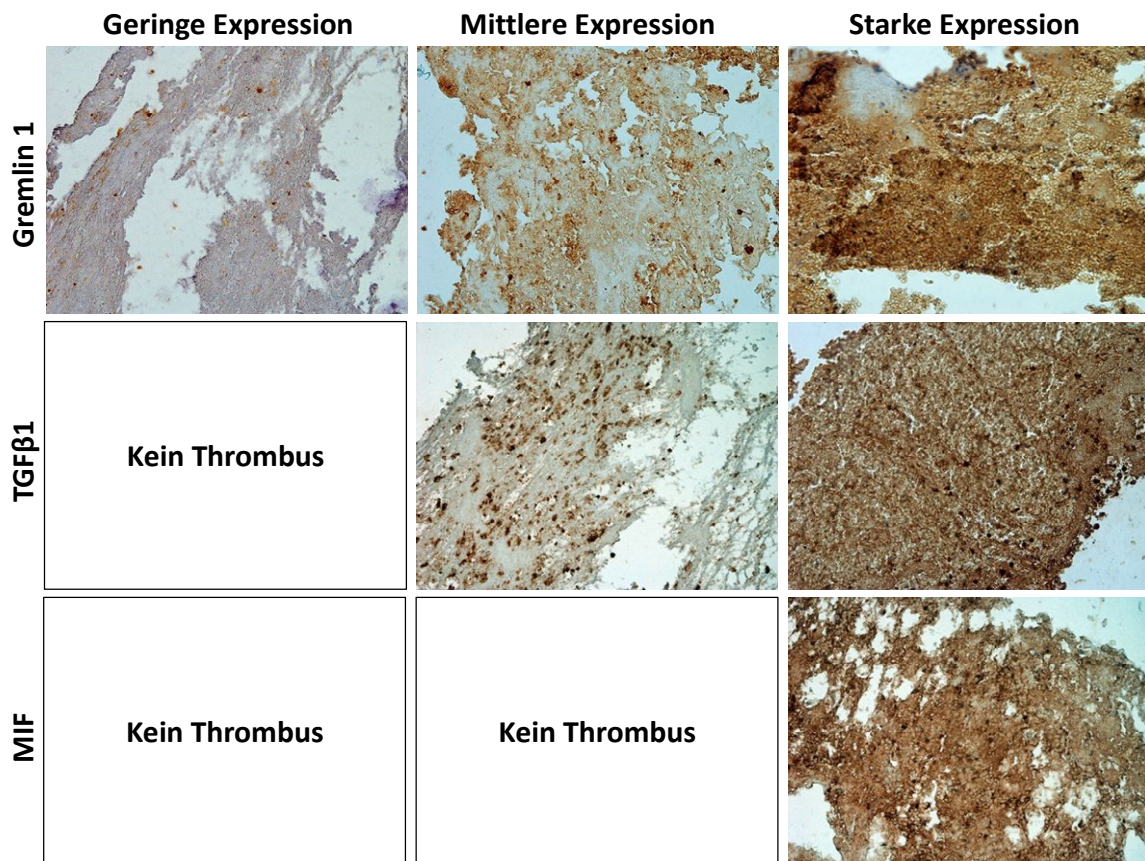 Geringe Expression
Mittlere Expression
Starke Expression
Gremlin 1
TGFβ1
Kein Thrombus
MIF
Kein Thrombus
Kein Thrombus